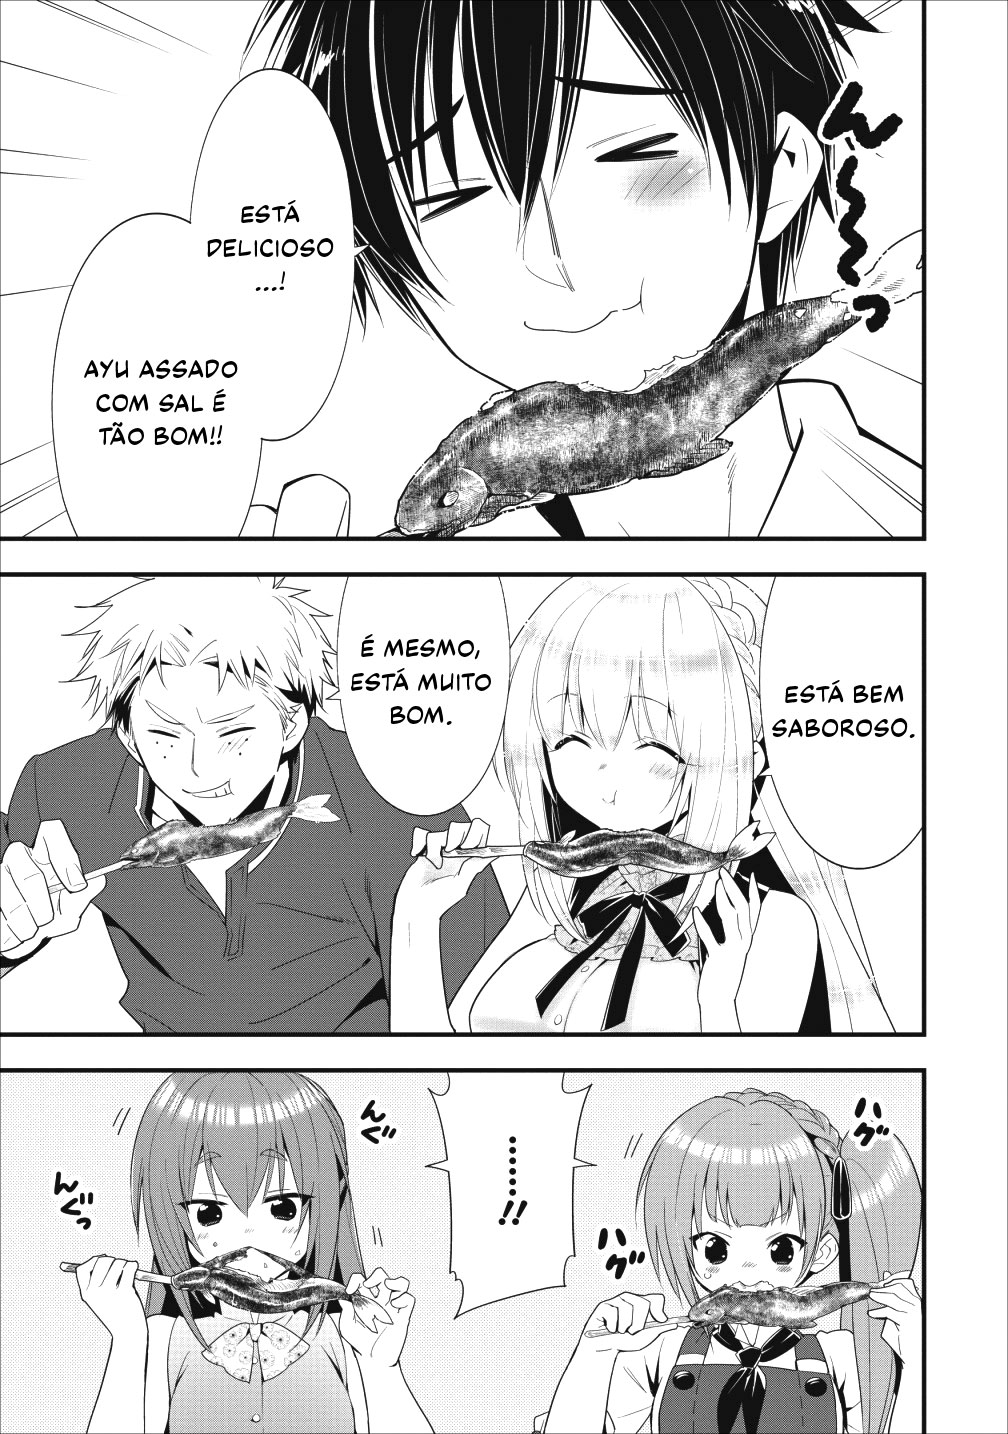 んーーっ
ESTÁ
DELICIOSO
...!
AYU ASSADO
COM SAL É
TÃO BOM!!
ESTÁ BEM
SABOROSO.
É MESMO,
ESTÁ MUITO
BOM.
ハグ
ハグ
......!!
んぐ
んぐっ